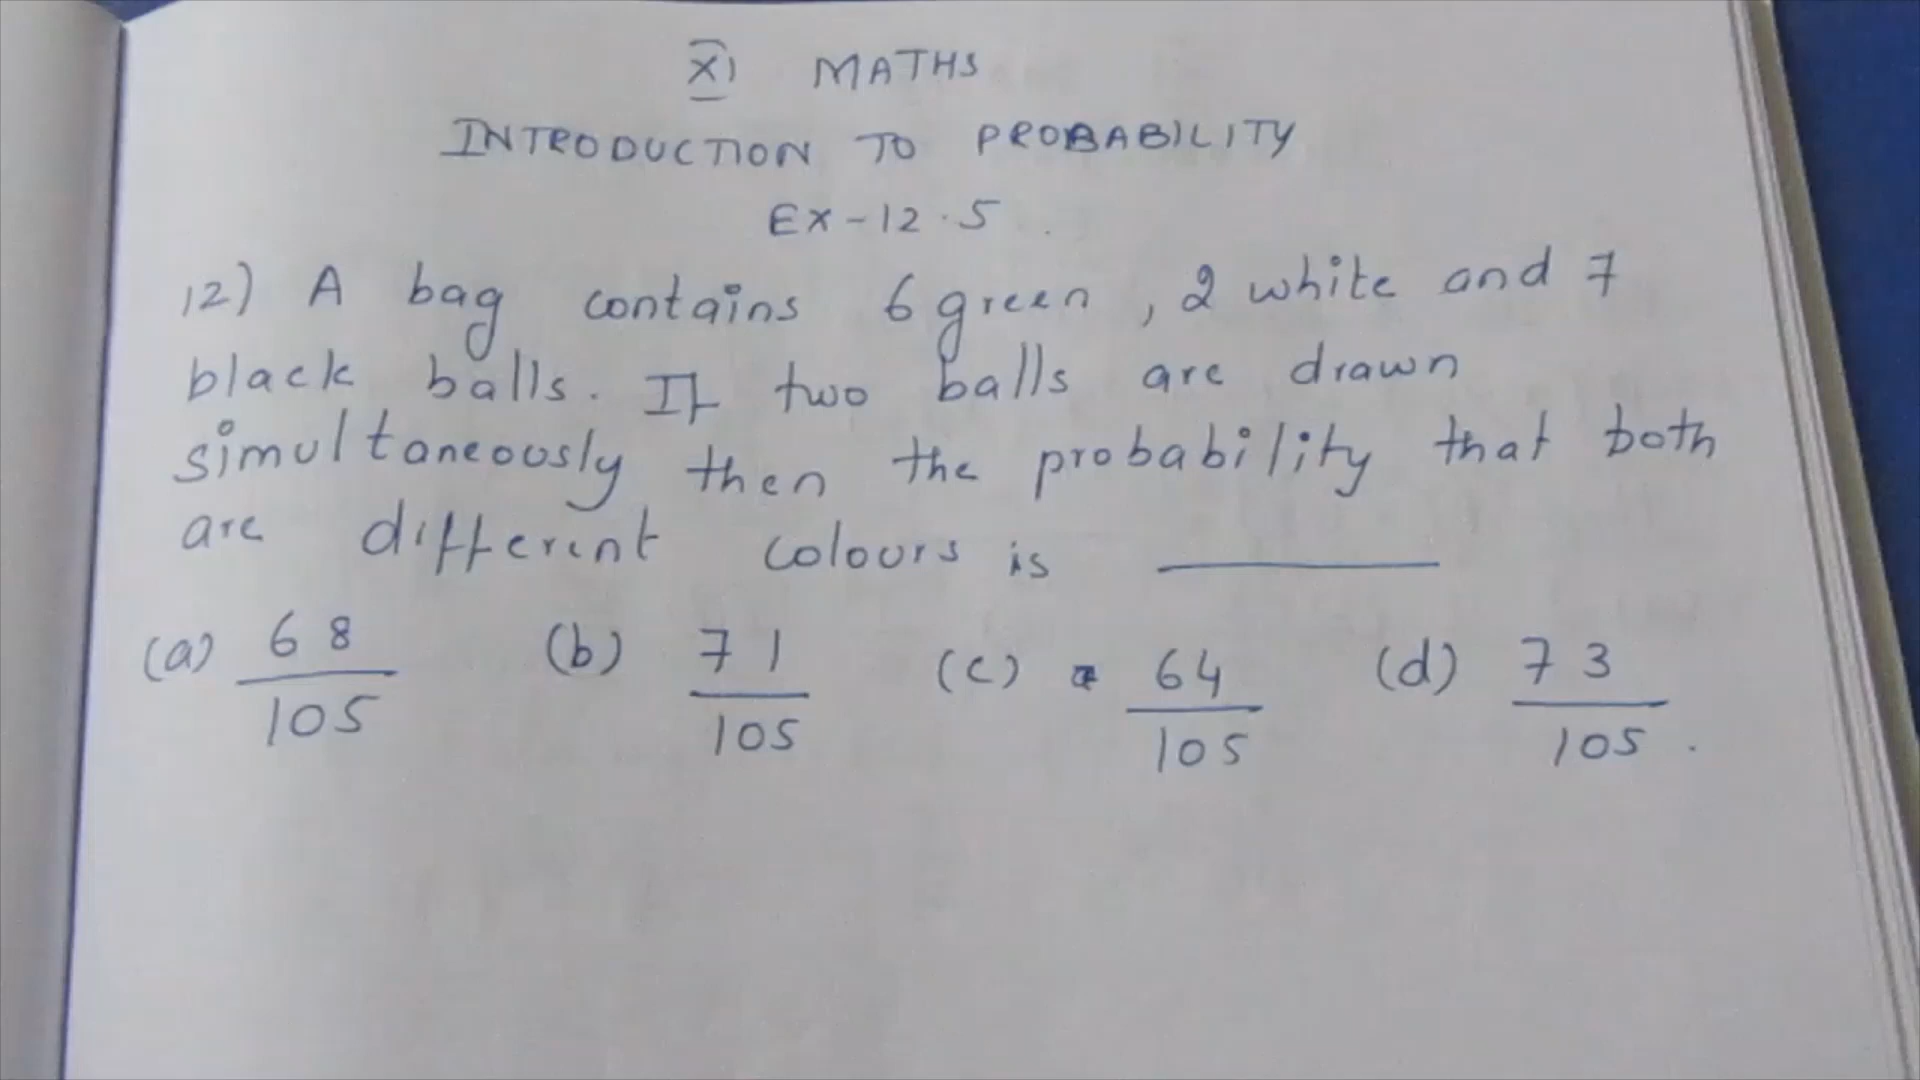 XI MATHS
INTRODUCTION TO PROBABILITY
EX-12.5.
12) A bag contains 6 green, 2 white and 7
black balls. If two balls are drawn
simultaneously then the probability that both
are different colours is ________
(a) 68/105 (b) 71/105 (c) 64/105 (d) 73/105.